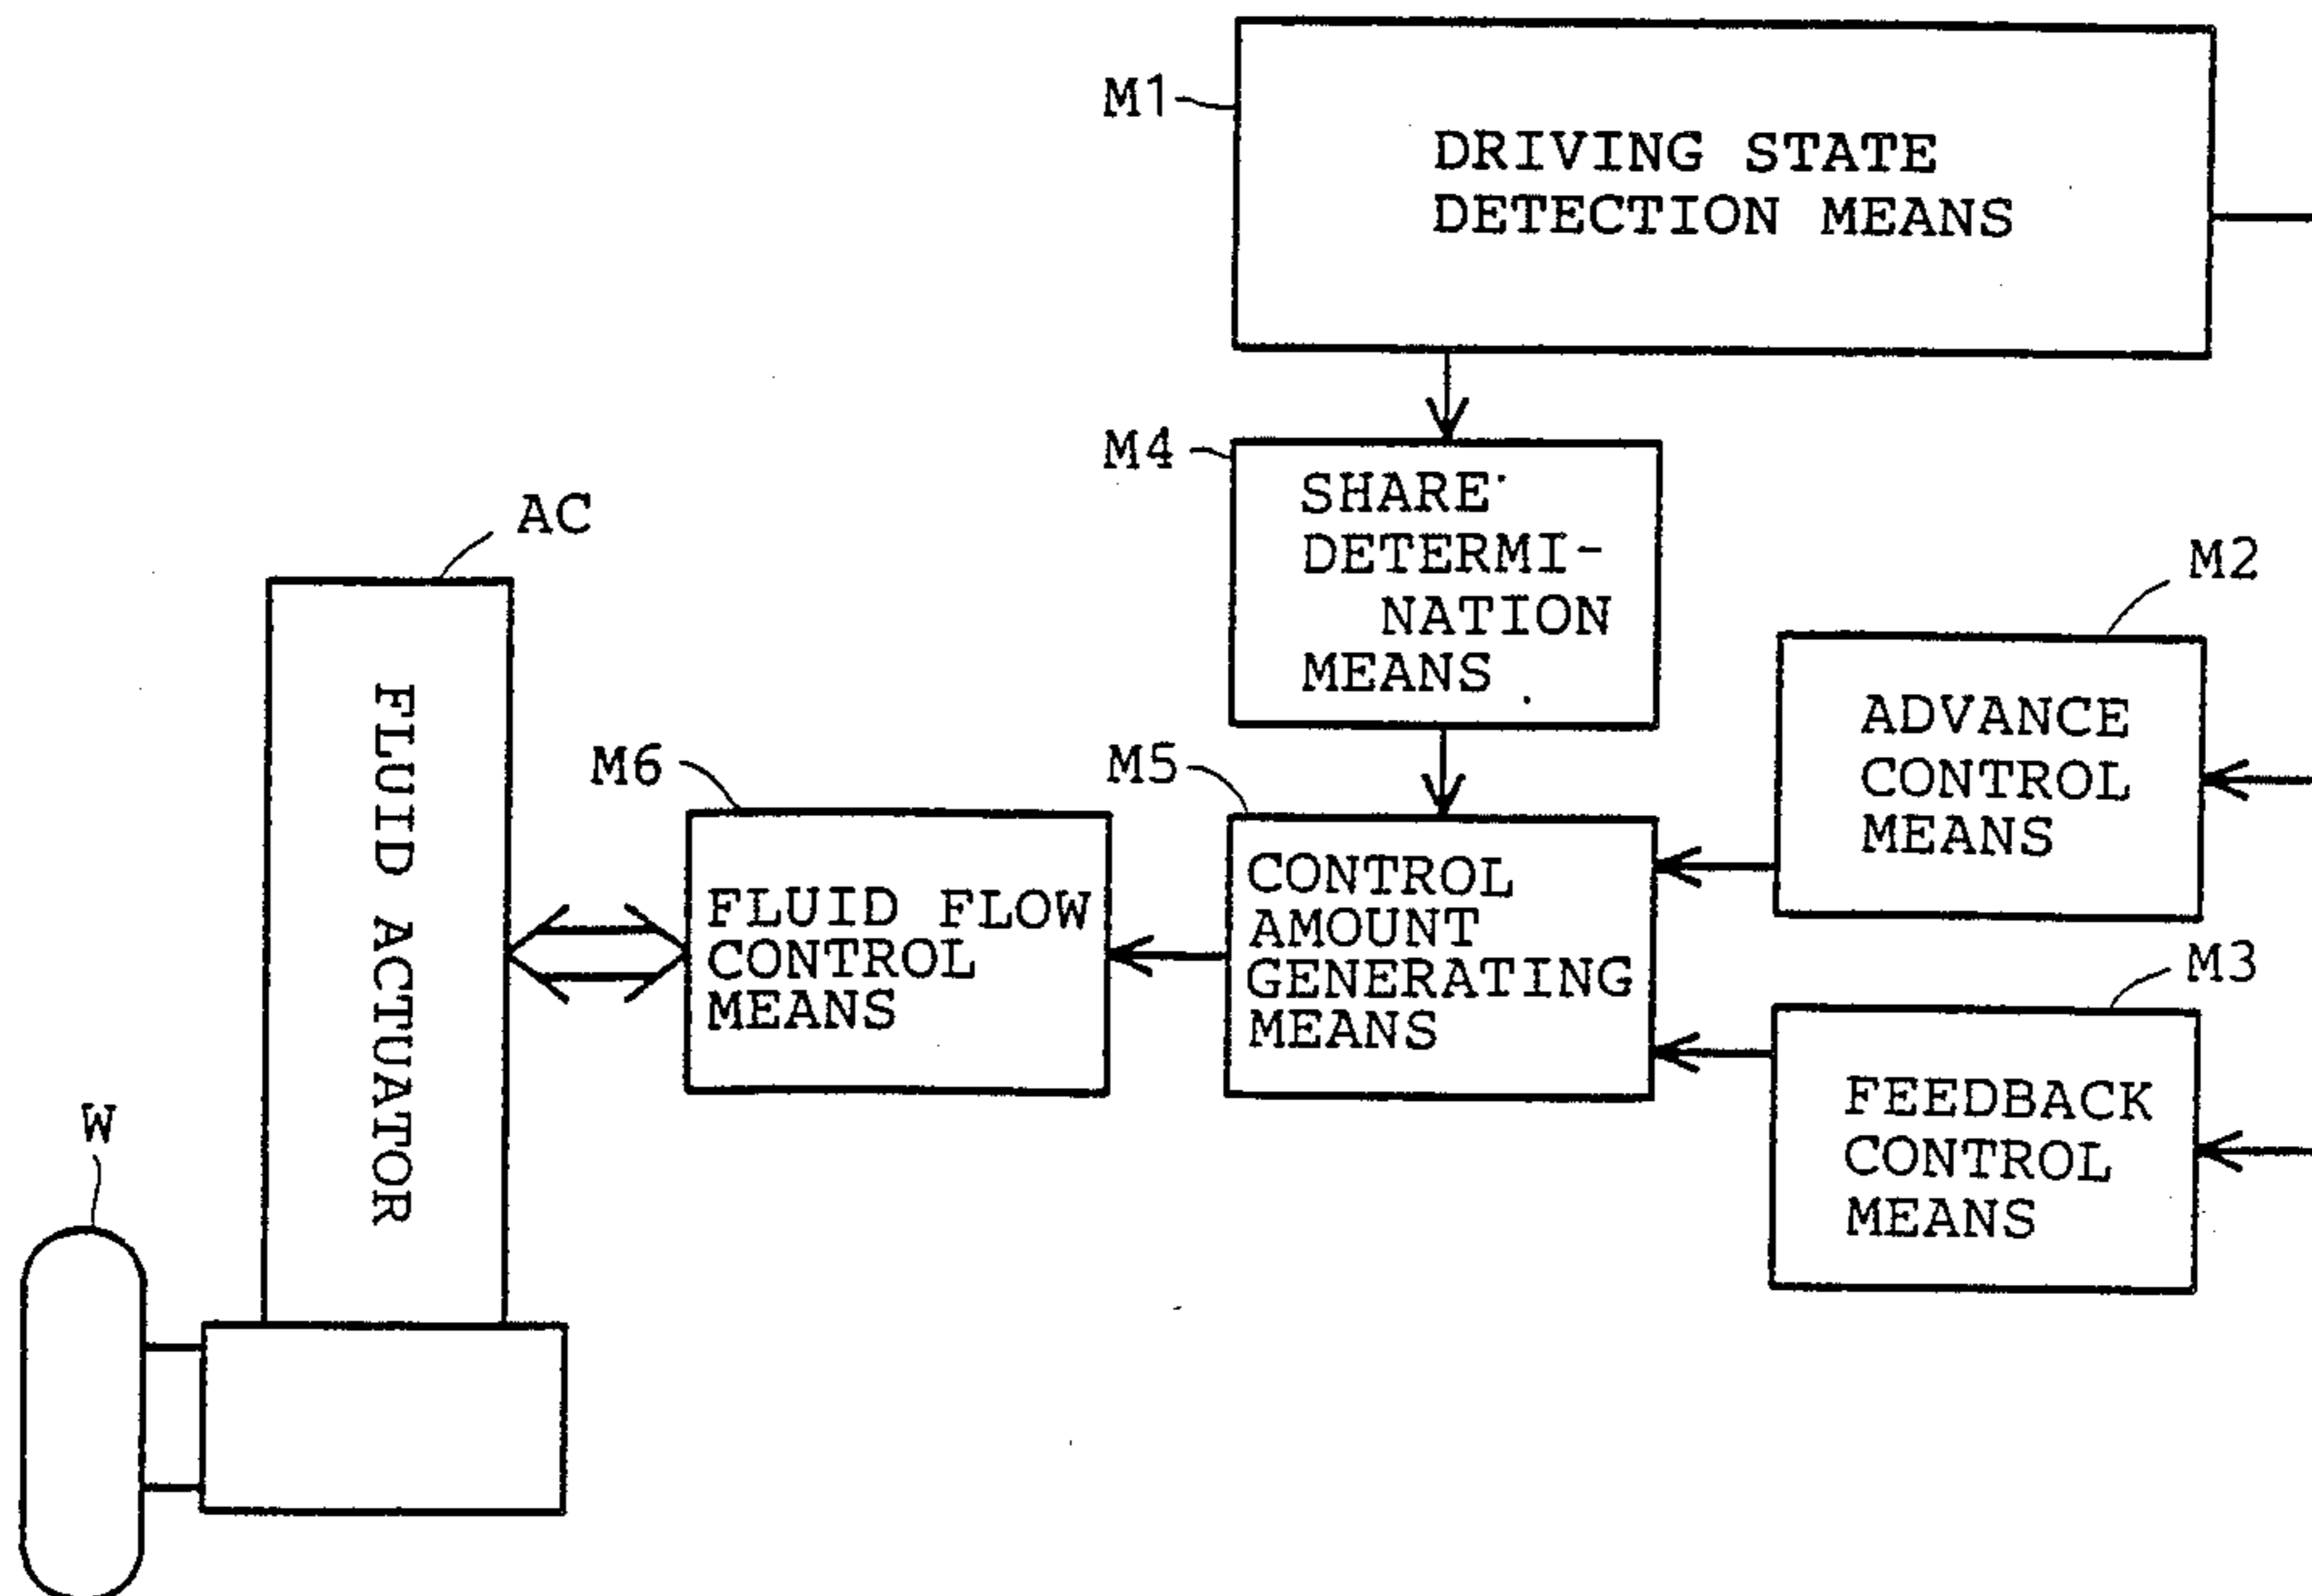 M1
DRIVING STATE
DETECTION MEANS
M4
SHARE
DETERMI-
NATION
MEANS
AC
M2
ADVANCE
CONTROL
MEANS
FLUID ACTUATOR
M6
M5
FLUID FLOW
CONTROL
MEANS
CONTROL
AMOUNT
GENERATING
MEANS
M3
FEEDBACK
CONTROL
MEANS
W